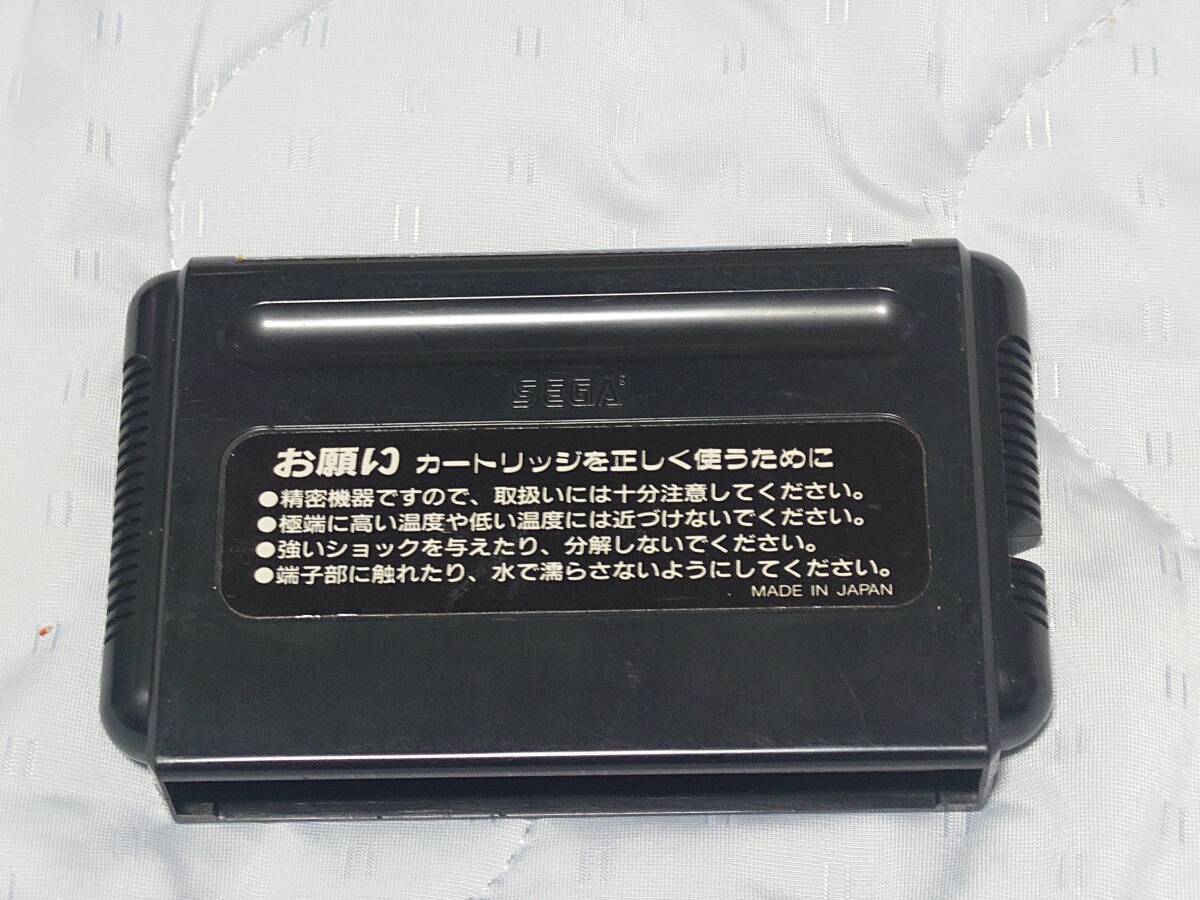 SEGA
お願い カートリッジを正しく使うために
●精密機器ですので、取扱いには十分注意してください。
●極端に高い温度や低い温度には近づけないでください。
●強いショックを与えたり、分解しないでください。
●端子部に触れたり、水で濡らさないようにしてください。
MADE IN JAPAN